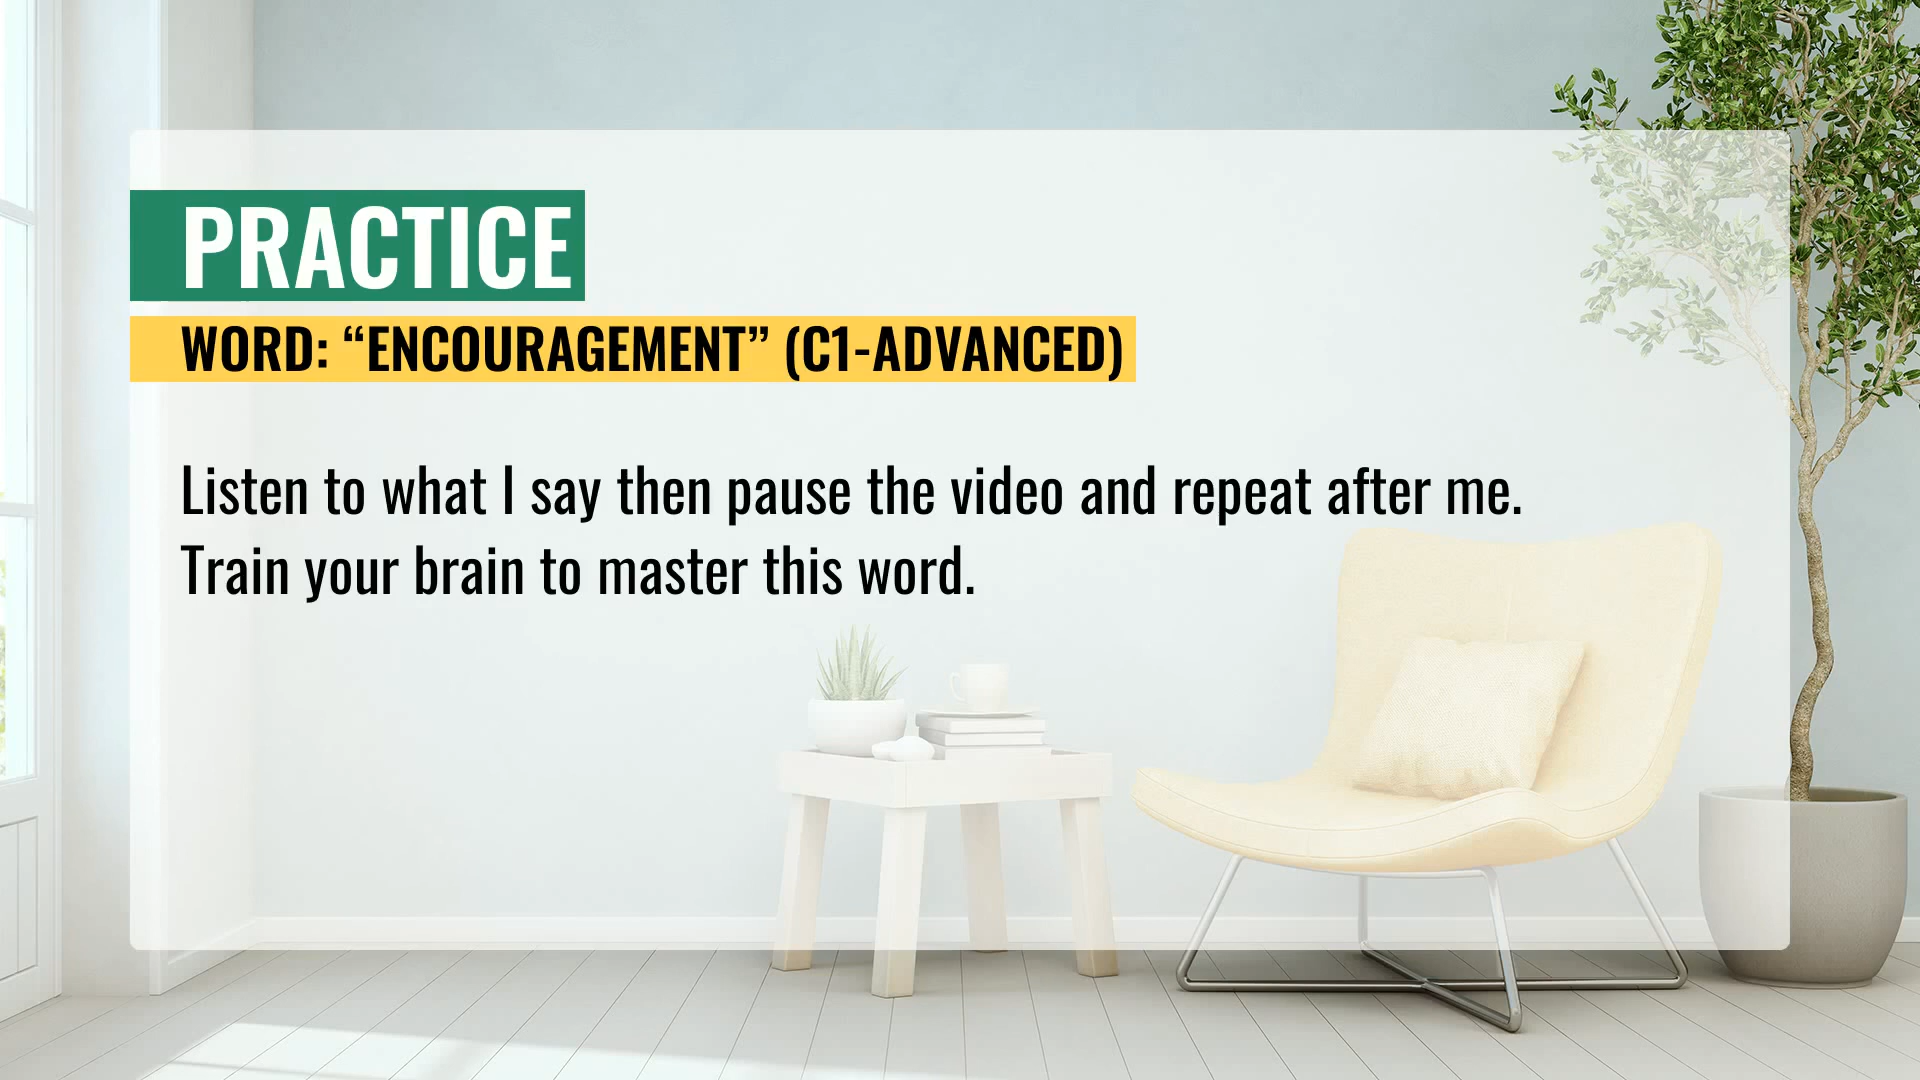 PRACTICE
WORD: “ENCOURAGEMENT” (C1-ADVANCED)
Listen to what I say then pause the video and repeat after me.
Train your brain to master this word.